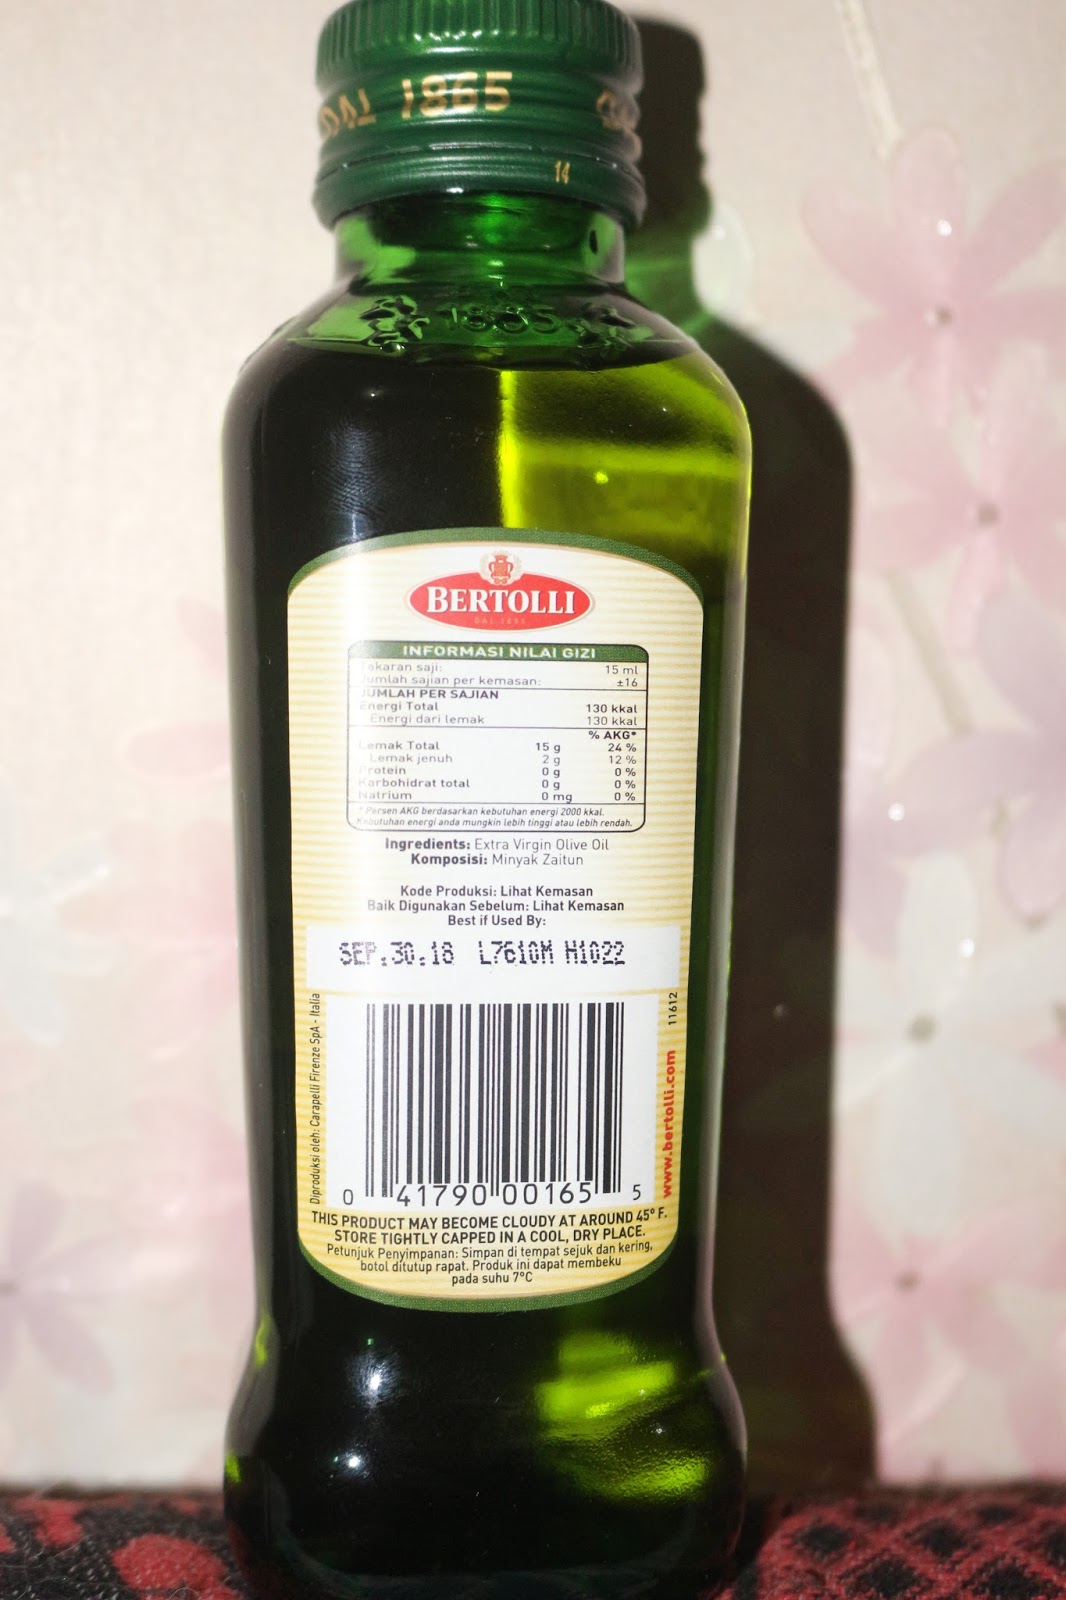 DAL 1865
14
1865
BERTOLLI
DAL 1865
INFORMASI NILAI GIZI
Takaran saji: 15 ml
Jumlah sajian per kemasan: ±16
JUMLAH PER SAJIAN
Energi Total 130 kkal
Energi dari lemak 130 kkal
% AKG*
Lemak Total 15 g 24 %
Lemak jenuh 2 g 12 %
Protein 0 g 0 %
Karbohidrat total 0 g 0 %
Natrium 0 mg 0 %
* Persen AKG berdasarkan kebutuhan energi 2000 kkal.
Kebutuhan energi anda mungkin lebih tinggi atau lebih rendah.
Ingredients: Extra Virgin Olive Oil
Komposisi: Minyak Zaitun
Kode Produksi: Lihat Kemasan
Baik Digunakan Sebelum: Lihat Kemasan
Best if Used By:
SEP.30.18 L7610M H1022
Diproduksi oleh: Carapelli Firenze SpA - Italia
11612
www.bertolli.com
0 41790 00165 5
THIS PRODUCT MAY BECOME CLOUDY AT AROUND 45° F.
STORE TIGHTLY CAPPED IN A COOL, DRY PLACE.
Petunjuk Penyimpanan: Simpan di tempat sejuk dan kering,
botol ditutup rapat. Produk ini dapat membeku
pada suhu 7°C